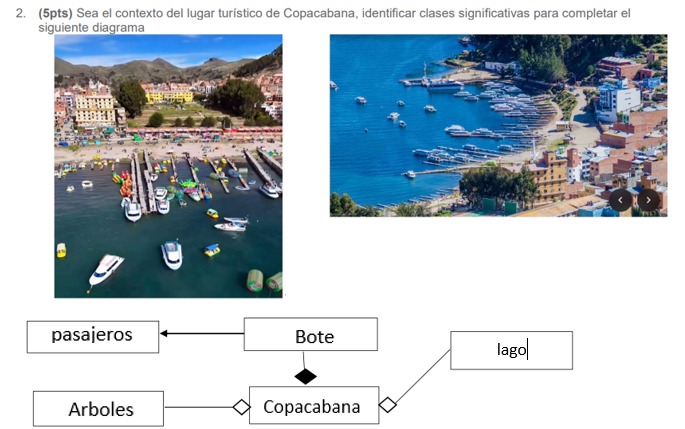 2. (5pts) Sea el contexto del lugar turístico de Copacabana, identificar clases significativas para completar el
siguiente diagrama
pasajeros
Bote
lago
Arboles
Copacabana